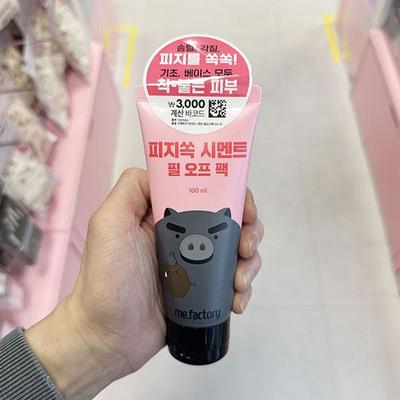 솜털, 각질,
피지를 쏙쏙!
기초, 베이스 모두
착 붙는 피부
₩3,000
계산 바코드
피지쏙 시멘트
필 오프 팩
100 ml
me.factory